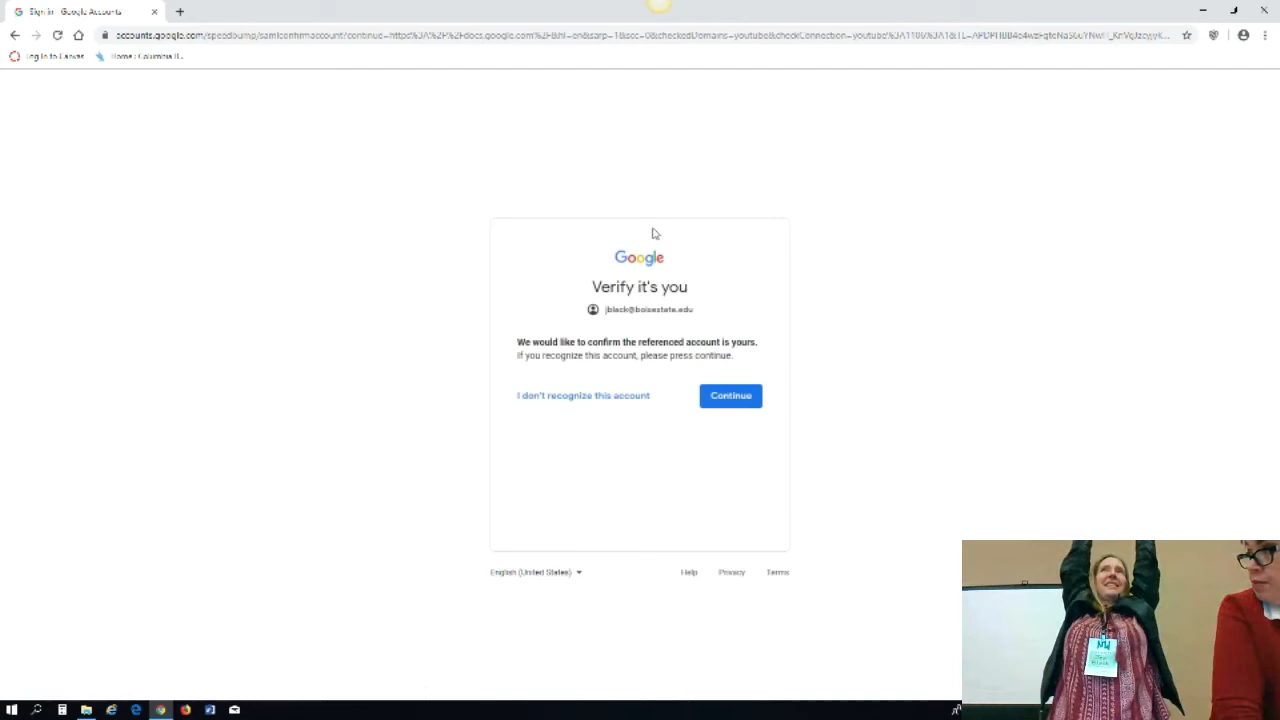 Sign in - Google Accounts
Log In to Canvas
Google
Verify it's you
jblack@boisestate.edu
We would like to confirm the referenced account is yours.
If you recognize this account, please press continue.
I don't recognize this account
Continue
English (United States)
Help
Privacy
Terms
NW
Black